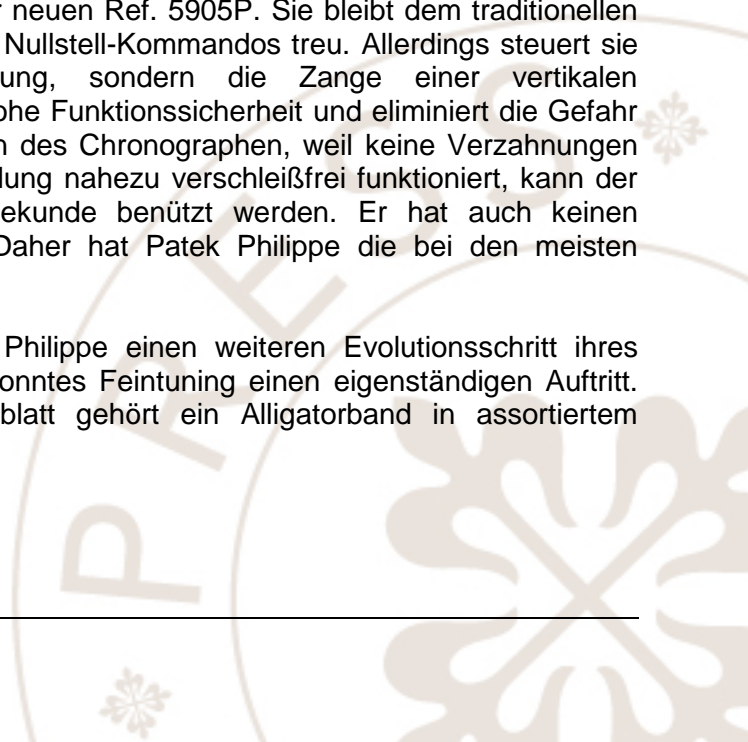 neuen Ref. 5905P. Sie bleibt dem traditionellen
Nullstell-Kommandos treu. Allerdings steuert sie
ung, sondern die Zange einer vertikalen
ohe Funktionssicherheit und eliminiert die Gefahr
des Chronographen, weil keine Verzahnungen
lung nahezu verschleißfrei funktioniert, kann der
ekunde benützt werden. Er hat auch keinen
Daher hat Patek Philippe die bei den meisten
Philippe einen weiteren Evolutionsschritt ihres
onntes Feintuning einen eigenständigen Auftritt.
blatt gehört ein Alligatorband in assortiertem
PRESS